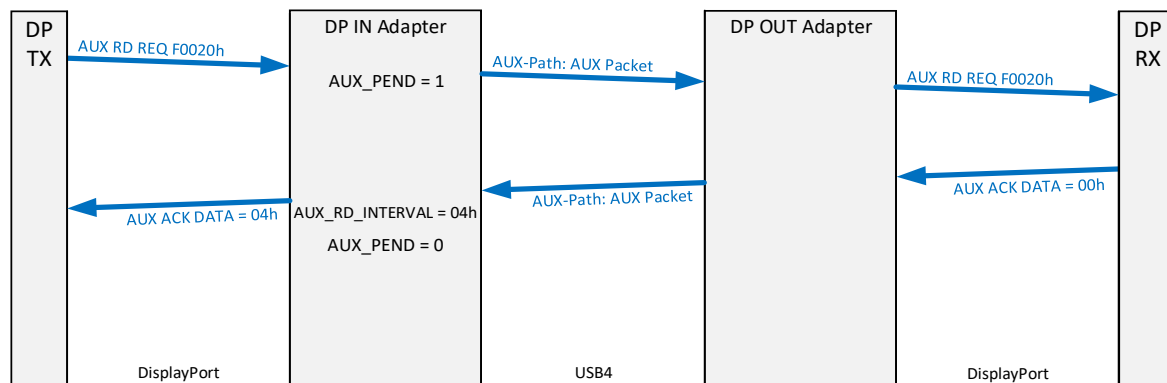 DP
TX
DP IN Adapter
DP OUT Adapter
DP
RX
AUX RD REQ F0020h
AUX_PEND = 1
AUX-Path: AUX Packet
AUX RD REQ F0020h
AUX ACK DATA = 04h
AUX_RD_INTERVAL = 04h
AUX_PEND = 0
AUX-Path: AUX Packet
AUX ACK DATA = 00h
DisplayPort
USB4
DisplayPort